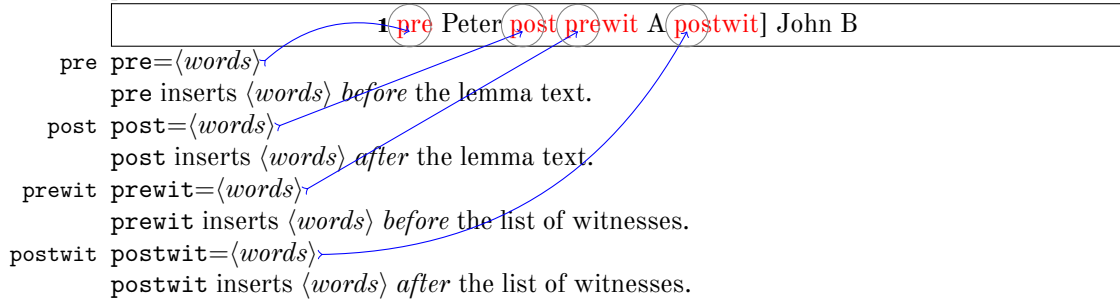 1 pre Peter post prewit A postwit] John B
pre pre=⟨words⟩
pre inserts ⟨words⟩ before the lemma text.
post post=⟨words⟩
post inserts ⟨words⟩ after the lemma text.
prewit prewit=⟨words⟩
prewit inserts ⟨words⟩ before the list of witnesses.
postwit postwit=⟨words⟩
postwit inserts ⟨words⟩ after the list of witnesses.